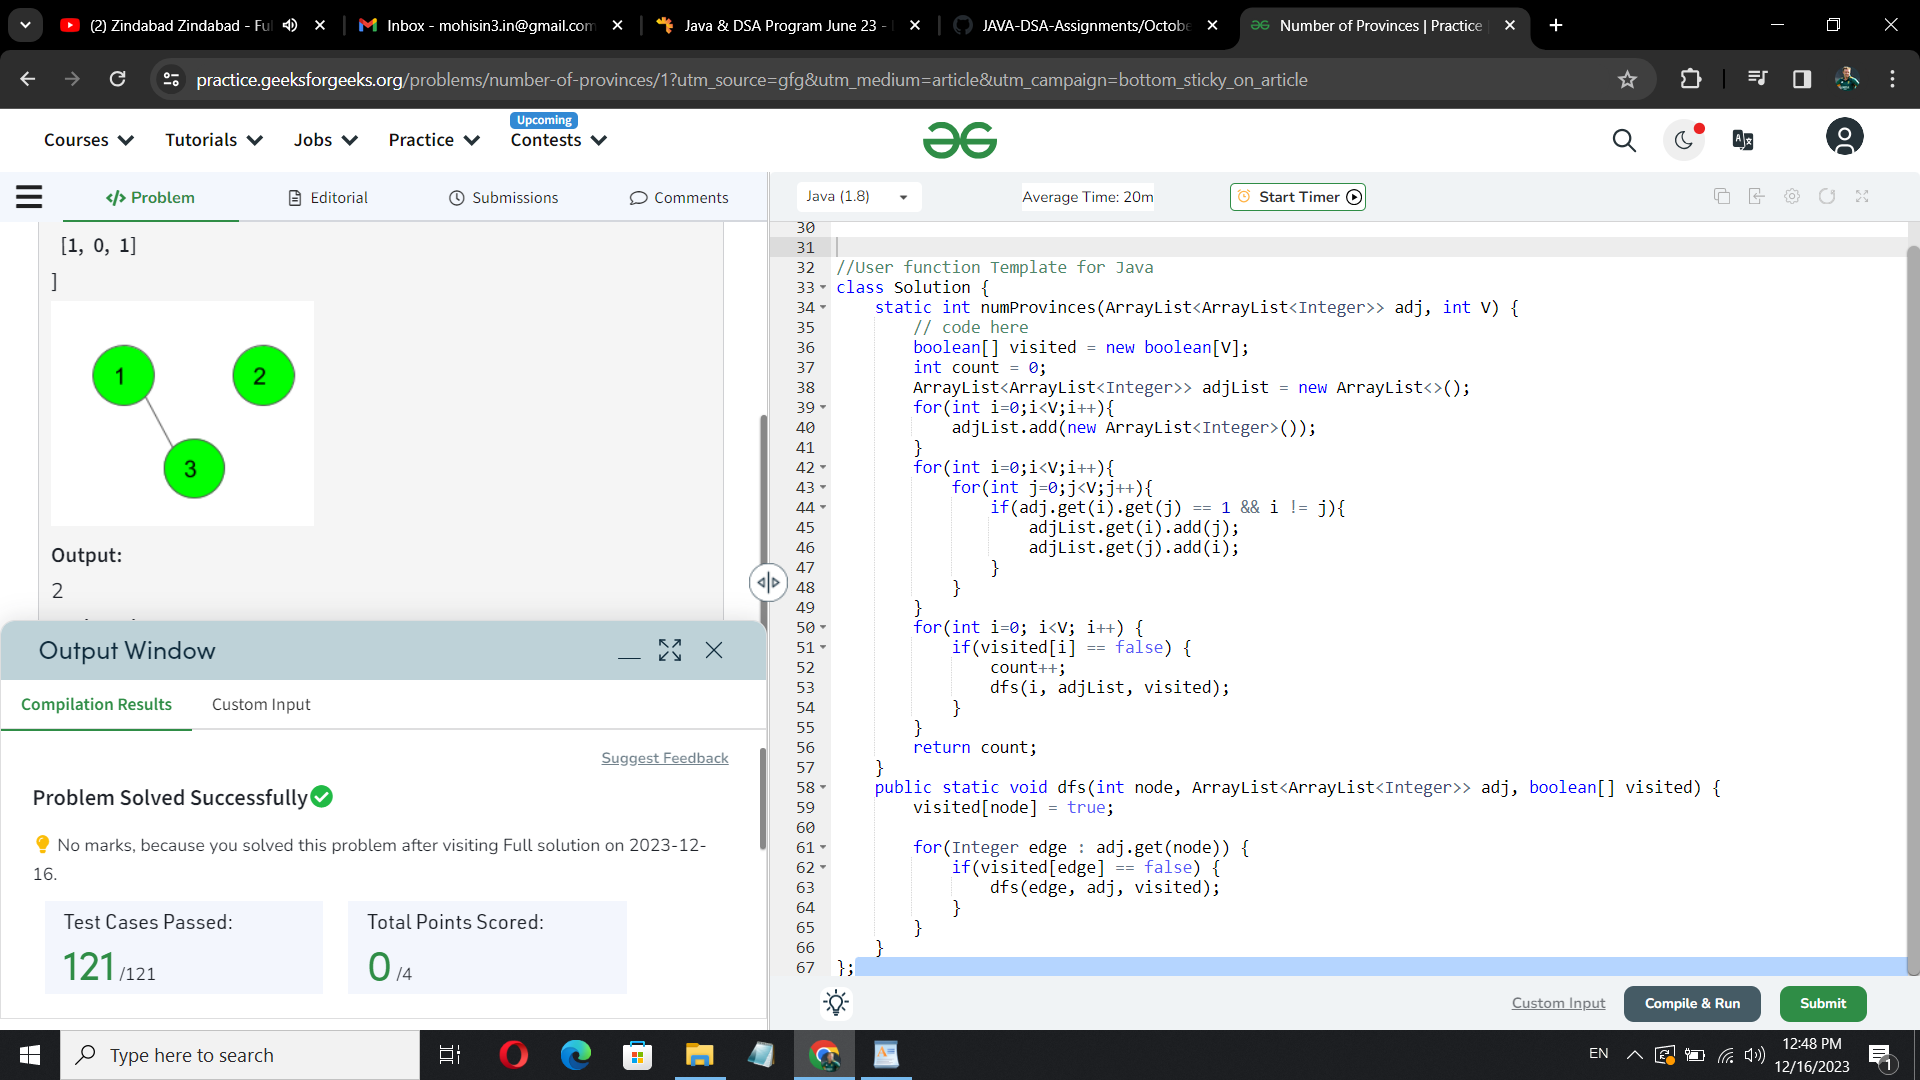 (2) Zindabad Zindabad - Ful
Inbox - mohisin3.in@gmail.com
Java & DSA Program June 23 -
JAVA-DSA-Assignments/Octobe
Number of Provinces | Practice
practice.geeksforgeeks.org/problems/number-of-provinces/1?utm_source=gfg&utm_medium=article&utm_campaign=bottom_sticky_on_article
Courses
Tutorials
Jobs
Practice
Upcoming
Contests
</> Problem
Editorial
Submissions
Comments
[1, 0, 1]
]
1
2
3
Output:
2
Output Window
Compilation Results
Custom Input
Suggest Feedback
Problem Solved Successfully
No marks, because you solved this problem after visiting Full solution on 2023-12-
16.
Test Cases Passed:
121 /121
Total Points Scored:
0 /4
Java (1.8)
Average Time: 20m
Start Timer
30
31
32 //User function Template for Java
33 class Solution {
34 static int numProvinces(ArrayList<ArrayList<Integer>> adj, int V) {
35 // code here
36 boolean[] visited = new boolean[V];
37 int count = 0;
38 ArrayList<ArrayList<Integer>> adjList = new ArrayList<>();
39 for(int i=0;i<V;i++){
40 adjList.add(new ArrayList<Integer>());
41 }
42 for(int i=0;i<V;i++){
43 for(int j=0;j<V;j++){
44 if(adj.get(i).get(j) == 1 && i != j){
45 adjList.get(i).add(j);
46 adjList.get(j).add(i);
47 }
48 }
49 }
50 for(int i=0; i<V; i++) {
51 if(visited[i] == false) {
52 count++;
53 dfs(i, adjList, visited);
54 }
55 }
56 return count;
57 }
58 public static void dfs(int node, ArrayList<ArrayList<Integer>> adj, boolean[] visited) {
59 visited[node] = true;
60
61 for(Integer edge : adj.get(node)) {
62 if(visited[edge] == false) {
63 dfs(edge, adj, visited);
64 }
65 }
66 }
67 };
Custom Input
Compile & Run
Submit
Type here to search
EN
12:48 PM
12/16/2023
1